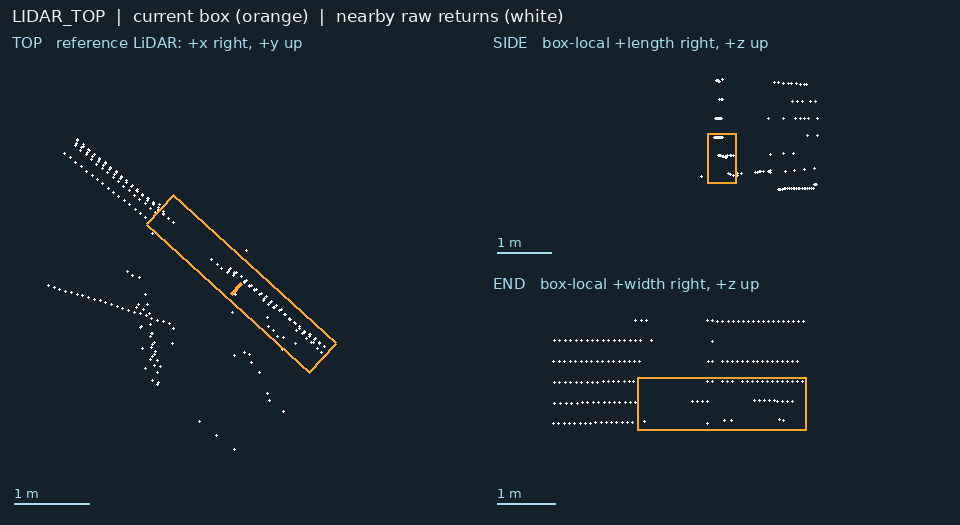 LIDAR_TOP  |  current box (orange)  |  nearby raw returns (white)
TOP   reference LiDAR: +x right, +y up
SIDE   box-local +length right, +z up
1 m
END   box-local +width right, +z up
1 m
1 m